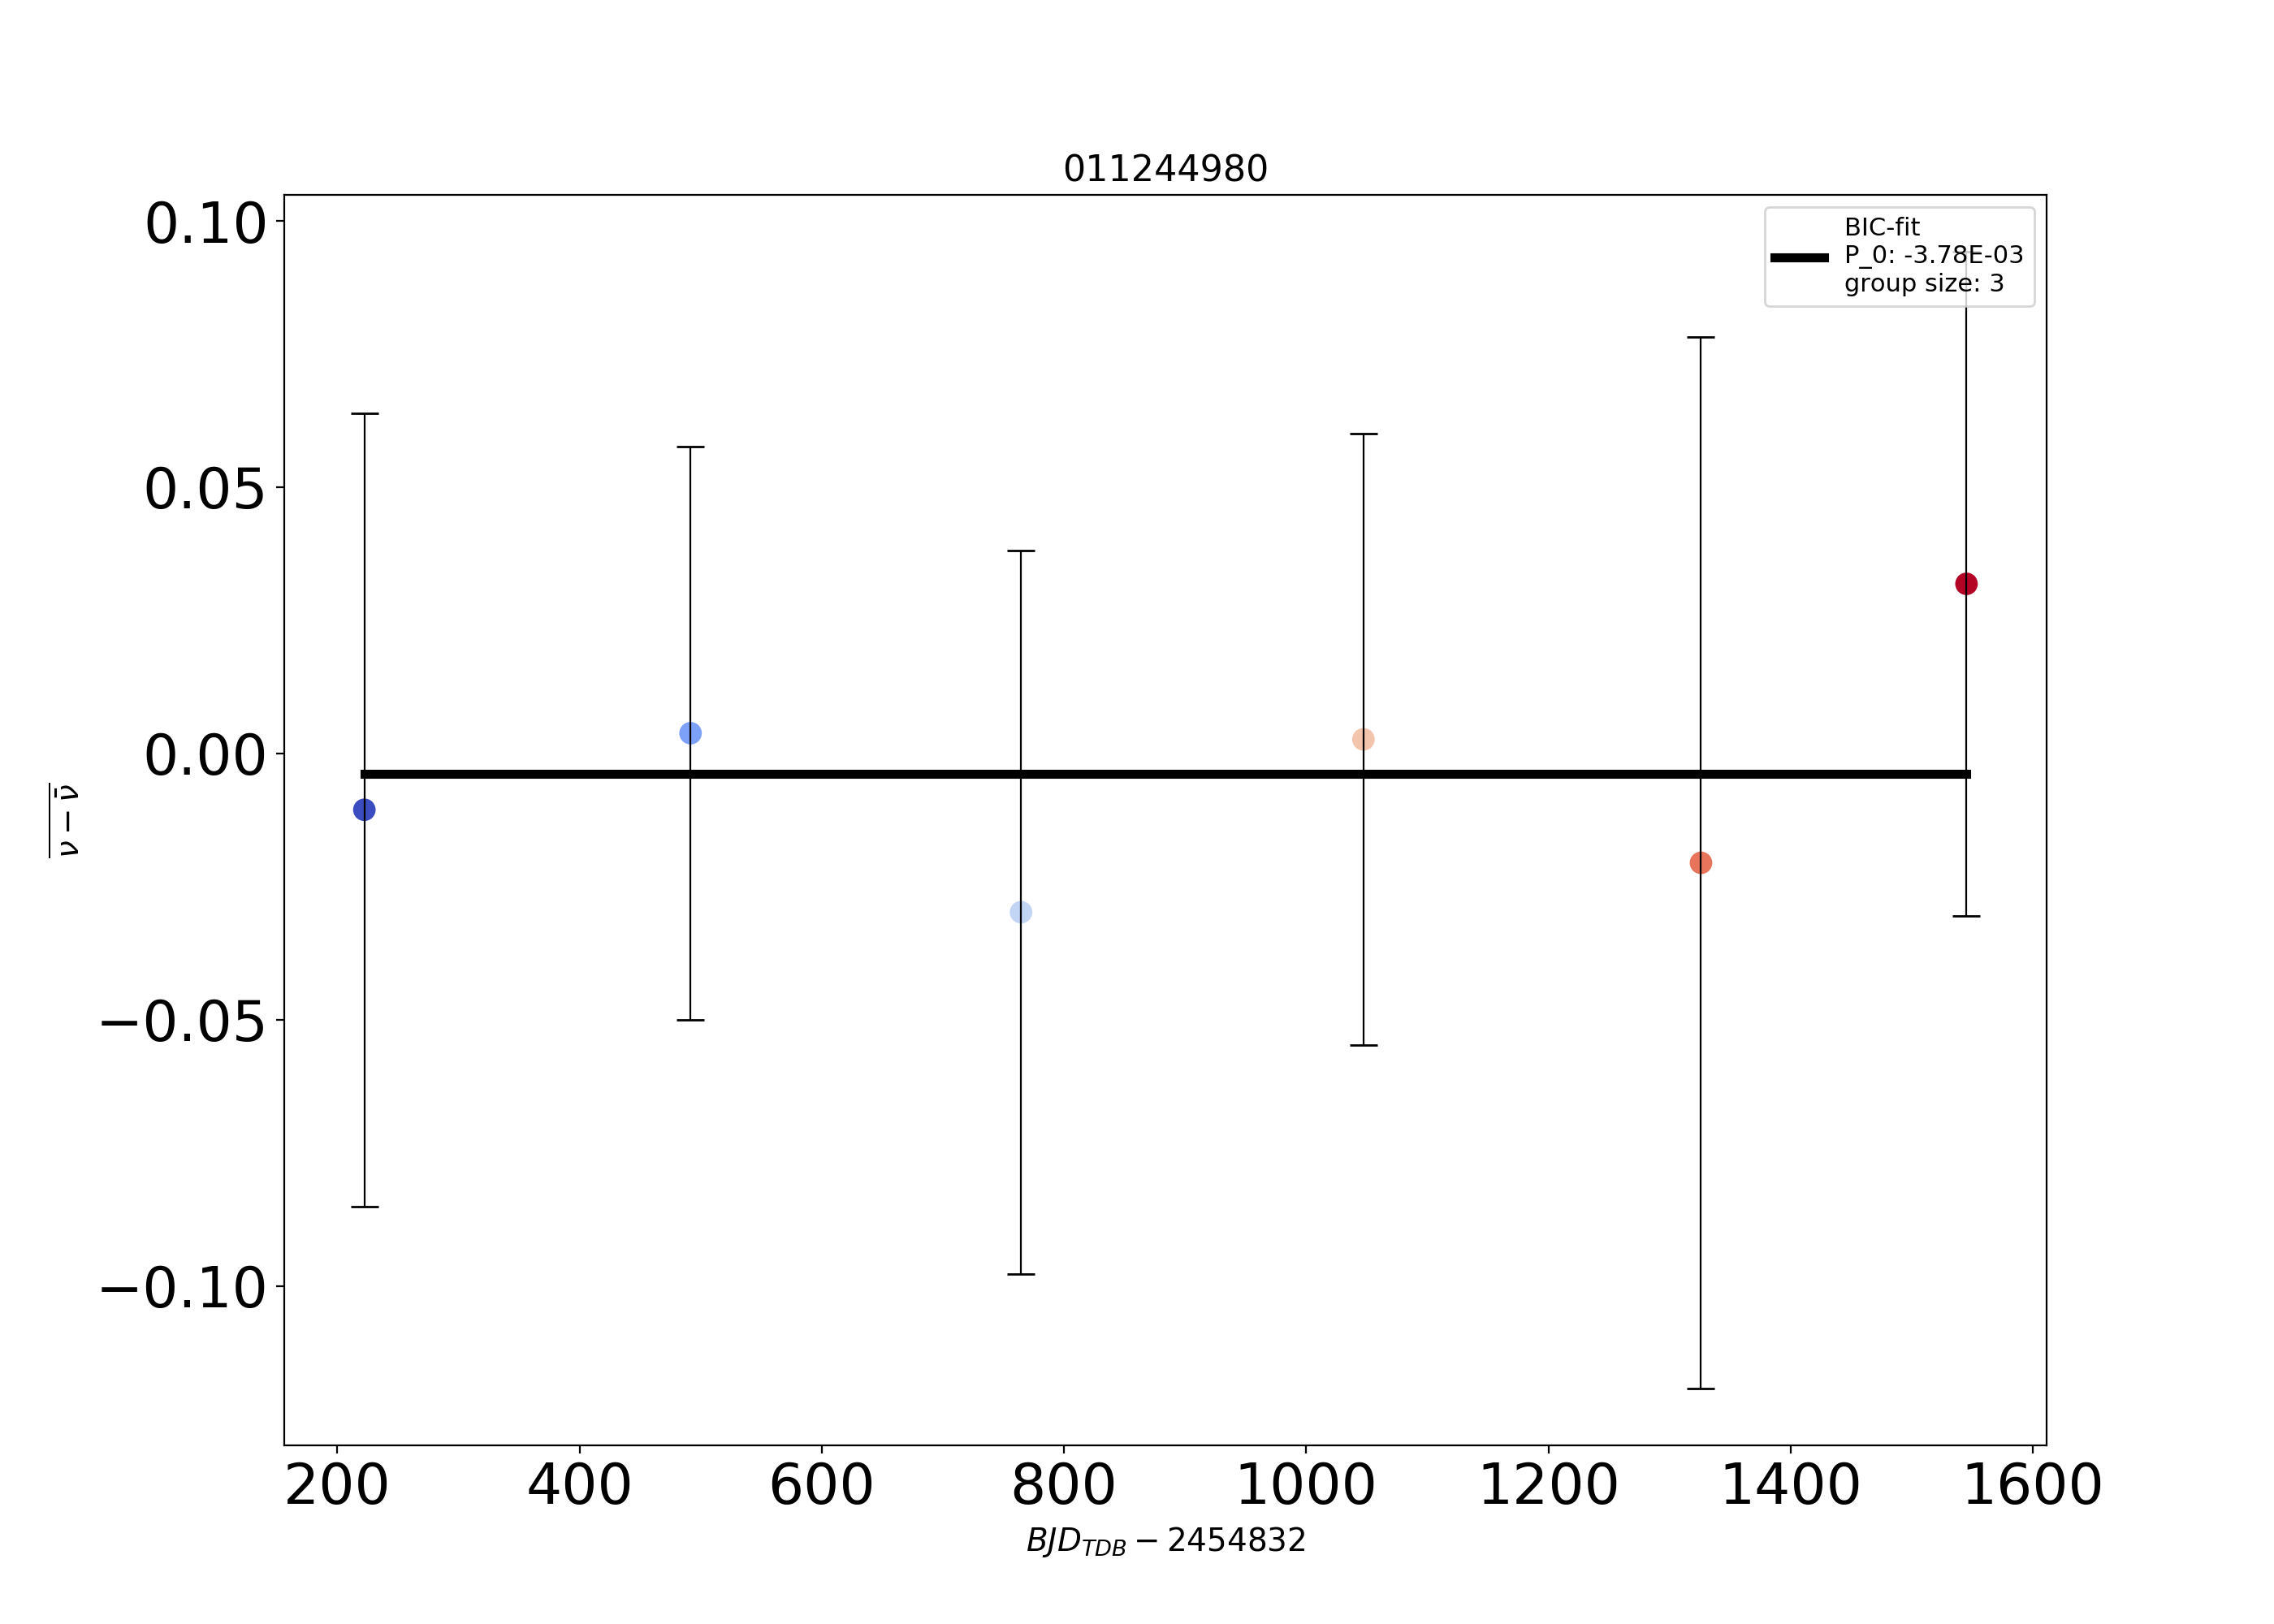 011244980
BIC-fit
P_0: -3.78E-03
group size: 3
0.10
0.05
0.00
−0.05
−0.10
ν − ν̄
200 400 600 800 1000 1200 1400 1600
BJD_TDB − 2454832